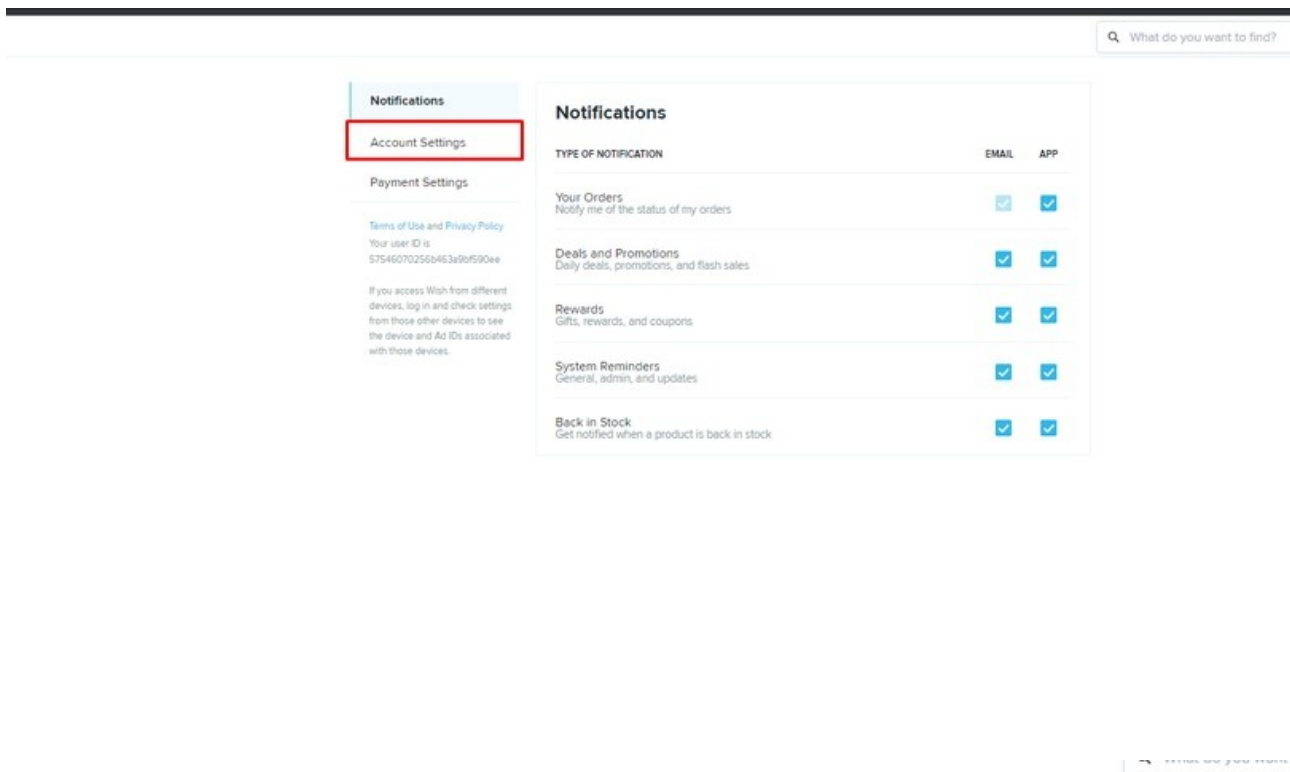 What do you want to find?
Notifications
Account Settings
Payment Settings
Terms of Use and Privacy Policy
Your user ID is
57546070256b463a9bf590ee
If you access Wish from different
devices, log in and check settings
from those other devices to see
the device and Ad IDs associated
with those devices.
Notifications
TYPE OF NOTIFICATION EMAIL APP
Your Orders
Notify me of the status of my orders
Deals and Promotions
Daily deals, promotions, and flash sales
Rewards
Gifts, rewards, and coupons
System Reminders
General, admin, and updates
Back in Stock
Get notified when a product is back in stock
What do you want